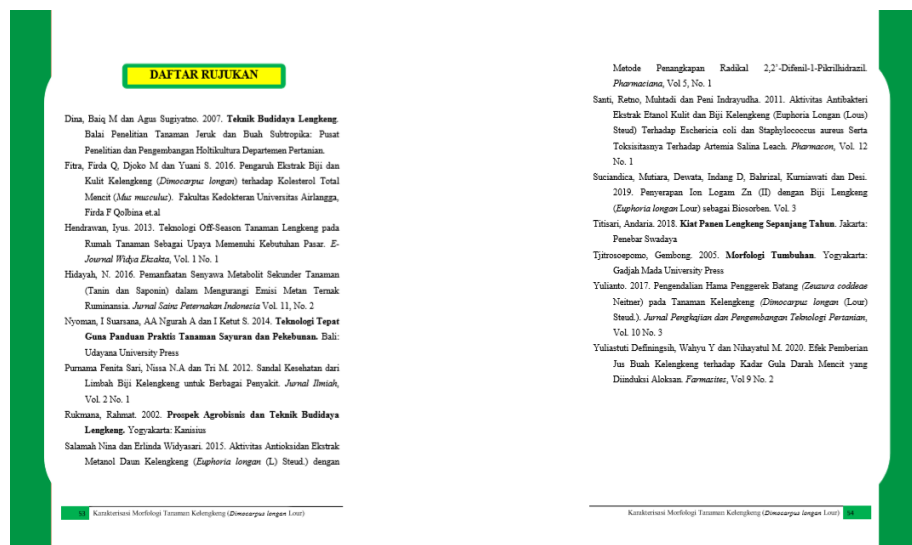 DAFTAR RUJUKAN
Dina, Baiq M dan Agus Sugiyatno. 2007. Teknik Budidaya Lengkeng.
Balai Penelitian Tanaman Jeruk dan Buah Subtropika: Pusat
Penelitian dan Pengembangan Holtikultura Departemen Pertanian.
Fitra, Firda Q, Djoko M dan Yuani S. 2016. Pengaruh Ekstrak Biji dan
Kulit Kelengkeng (Dimocarpus longan) terhadap Kolesterol Total
Mencit (Mus musculus). Fakultas Kedokteran Universitas Airlangga,
Firda F Qolbina et.al
Hendrawan, Iyus. 2013. Teknologi Off-Season Tanaman Lengkeng pada
Rumah Tanaman Sebagai Upaya Memenuhi Kebutuhan Pasar. E-
Journal Widya Eksakta, Vol. 1 No. 1
Hidayah, N. 2016. Pemanfaatan Senyawa Metabolit Sekunder Tanaman
(Tanin dan Saponin) dalam Mengurangi Emisi Metan Ternak
Ruminansia. Jurnal Sains Peternakan Indonesia Vol. 11, No. 2
Nyoman, I Suarsana, AA Ngurah A dan I Ketut S. 2014. Teknologi Tepat
Guna Panduan Praktis Tanaman Sayuran dan Pekebunan. Bali:
Udayana University Press
Purnama Fenita Sari, Nissa N.A dan Tri M. 2012. Sandal Kesehatan dari
Limbah Biji Kelengkeng untuk Berbagai Penyakit. Jurnal Ilmiah,
Vol. 2 No. 1
Rukmana, Rahmat. 2002. Prospek Agrobisnis dan Teknik Budidaya
Lengkeng. Yogyakarta: Kanisius
Salamah Nina dan Erlinda Widyasari. 2015. Aktivitas Antioksidan Ekstrak
Metanol Daun Kelengkeng (Euphoria longan (L) Steud.) dengan
53 Karakterisasi Morfologi Tanaman Kelengkeng (Dimocarpus longan Lour)
Metode Penangkapan Radikal 2,2'-Difenil-1-Pikrilhidrazil.
Pharmaciana, Vol 5, No. 1
Santi, Retno, Muhtadi dan Peni Indrayudha. 2011. Aktivitas Antibakteri
Ekstrak Etanol Kulit dan Biji Kelengkeng (Euphoria Longan (Lous)
Steud) Terhadap Eschericia coli dan Staphylococcus aureus Serta
Toksisitasnya Terhadap Artemia Salina Leach. Pharmacon, Vol. 12
No. 1
Suciandica, Mutiara, Dewata, Indang D, Bahrizal, Kurniawati dan Desi.
2019. Penyerapan Ion Logam Zn (II) dengan Biji Lengkeng
(Euphoria longan Lour) sebagai Biosorben. Vol. 3
Titisari, Andaria. 2018. Kiat Panen Lengkeng Sepanjang Tahun. Jakarta:
Penebar Swadaya
Tjitrosoepomo, Gembong. 2005. Morfologi Tumbuhan. Yogyakarta:
Gadjah Mada University Press
Yulianto. 2017. Pengendalian Hama Penggerek Batang (Zeuzura coddeae
Neitner) pada Tanaman Kelengkeng (Dimocarpus longan (Lour)
Steud.). Jurnal Pengkajian dan Pengembangan Teknologi Pertanian,
Vol. 10 No. 3
Yuliastuti Definingsih, Wahyu Y dan Nihayatul M. 2020. Efek Pemberian
Jus Buah Kelengkeng terhadap Kadar Gula Darah Mencit yang
Diinduksi Aloksan. Farmasites, Vol 9 No. 2
Karakterisasi Morfologi Tanaman Kelengkeng (Dimocarpus longan Lour) 54